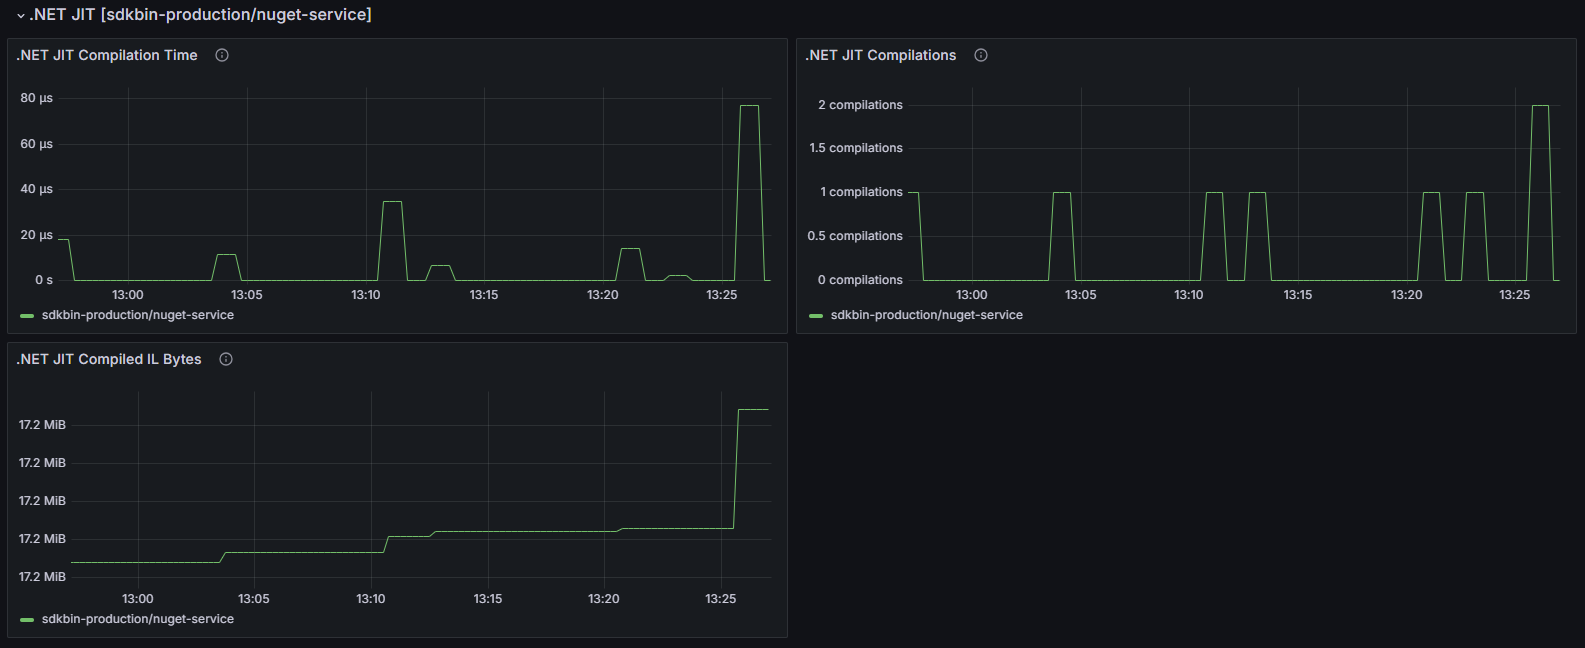 .NET JIT [sdkbin-production/nuget-service]
.NET JIT Compilation Time
80 µs
60 µs
40 µs
20 µs
0 s
13:00 13:05 13:10 13:15 13:20 13:25
sdkbin-production/nuget-service
.NET JIT Compilations
2 compilations
1.5 compilations
1 compilations
0.5 compilations
0 compilations
13:00 13:05 13:10 13:15 13:20 13:25
sdkbin-production/nuget-service
.NET JIT Compiled IL Bytes
17.2 MiB
17.2 MiB
17.2 MiB
17.2 MiB
17.2 MiB
13:00 13:05 13:10 13:15 13:20 13:25
sdkbin-production/nuget-service